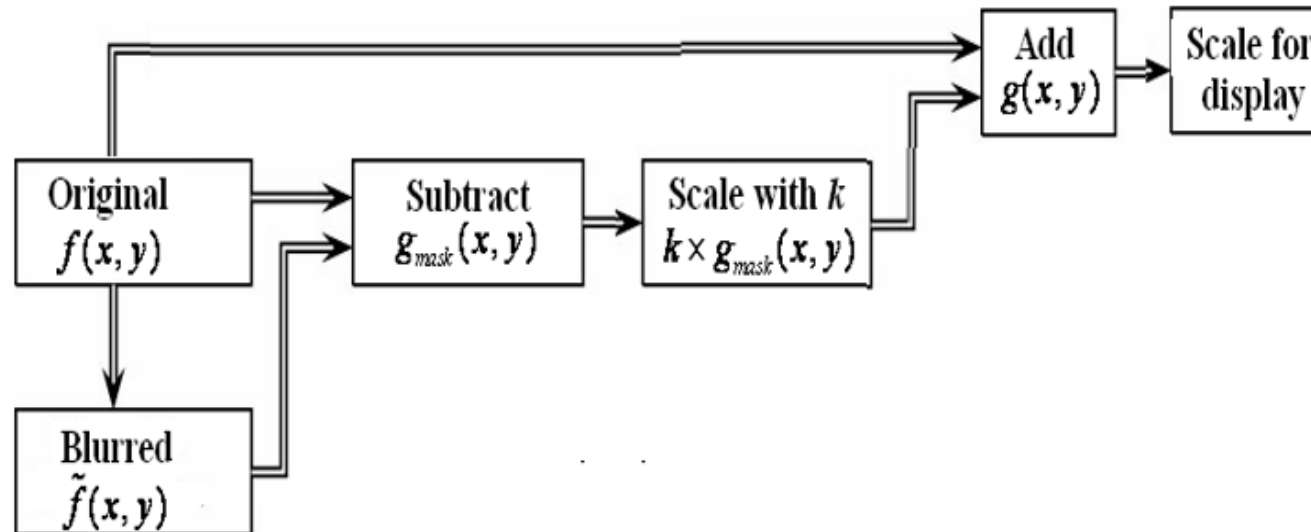 Add
g(x, y)
Scale for
display
Original
f(x, y)
Subtract
g_mask(x, y)
Scale with k
k × g_mask(x, y)
Blurred
f̃(x, y)